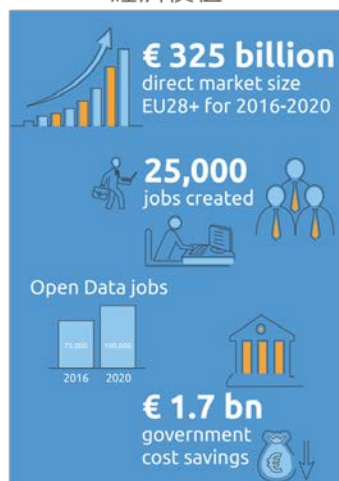 € 325 billion
direct market size
EU28+ for 2016-2020
25,000
jobs created
Open Data jobs
75,000 100,000
2016 2020
€ 1.7 bn
government
cost savings
€